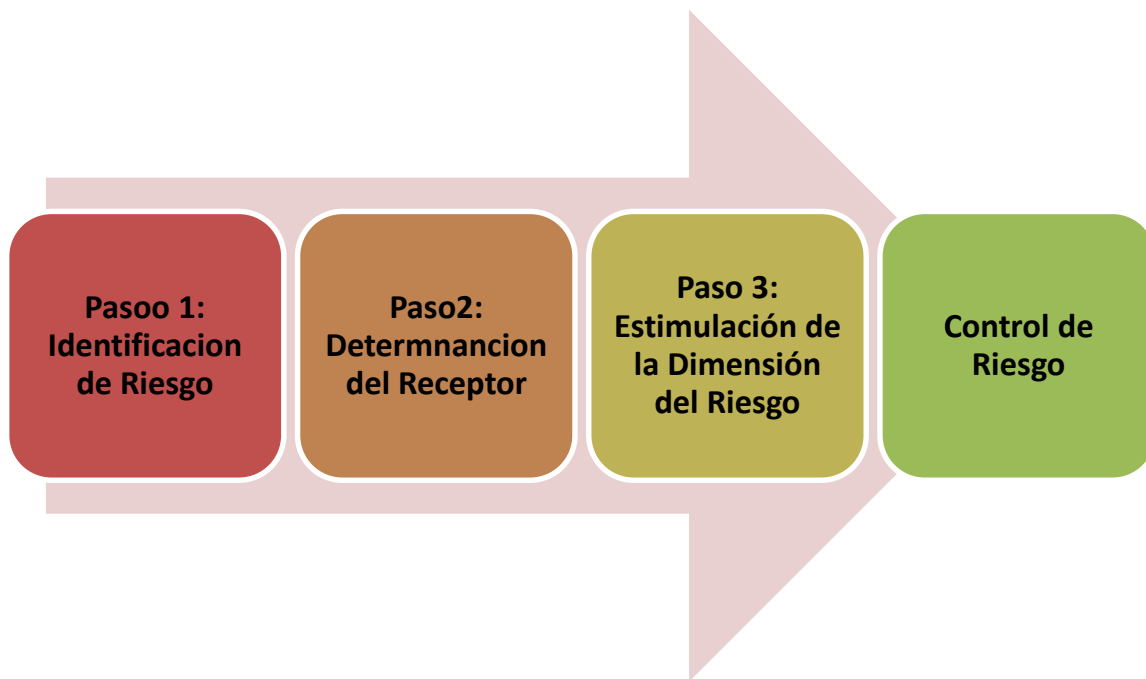 Pasoo 1:
Identificacion
de Riesgo
Paso2:
Determnancion
del Receptor
Paso 3:
Estimulación de
la Dimensión
del Riesgo
Control de
Riesgo